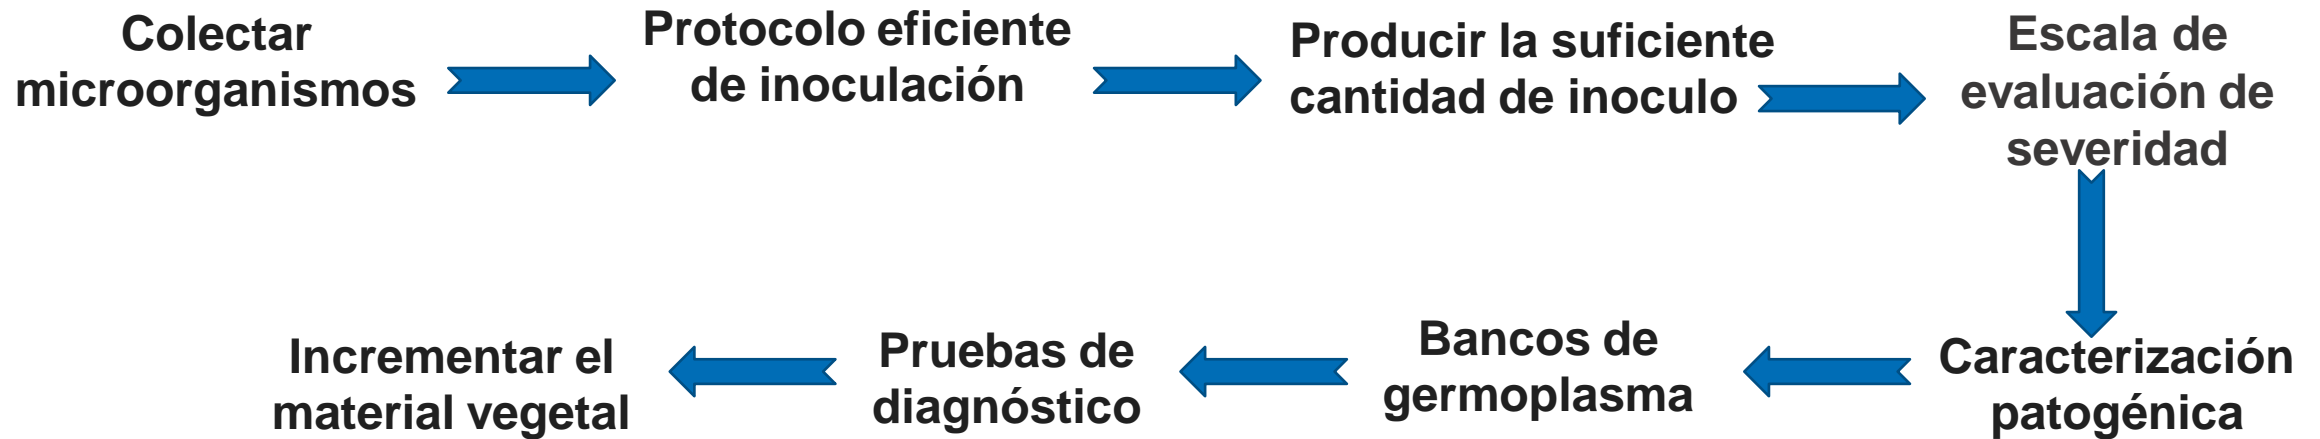 Colectar
microorganismos
Protocolo eficiente
de inoculación
Producir la suficiente
cantidad de inoculo
Escala de
evaluación de
severidad
Caracterización
patogénica
Bancos de
germoplasma
Pruebas de
diagnóstico
Incrementar el
material vegetal